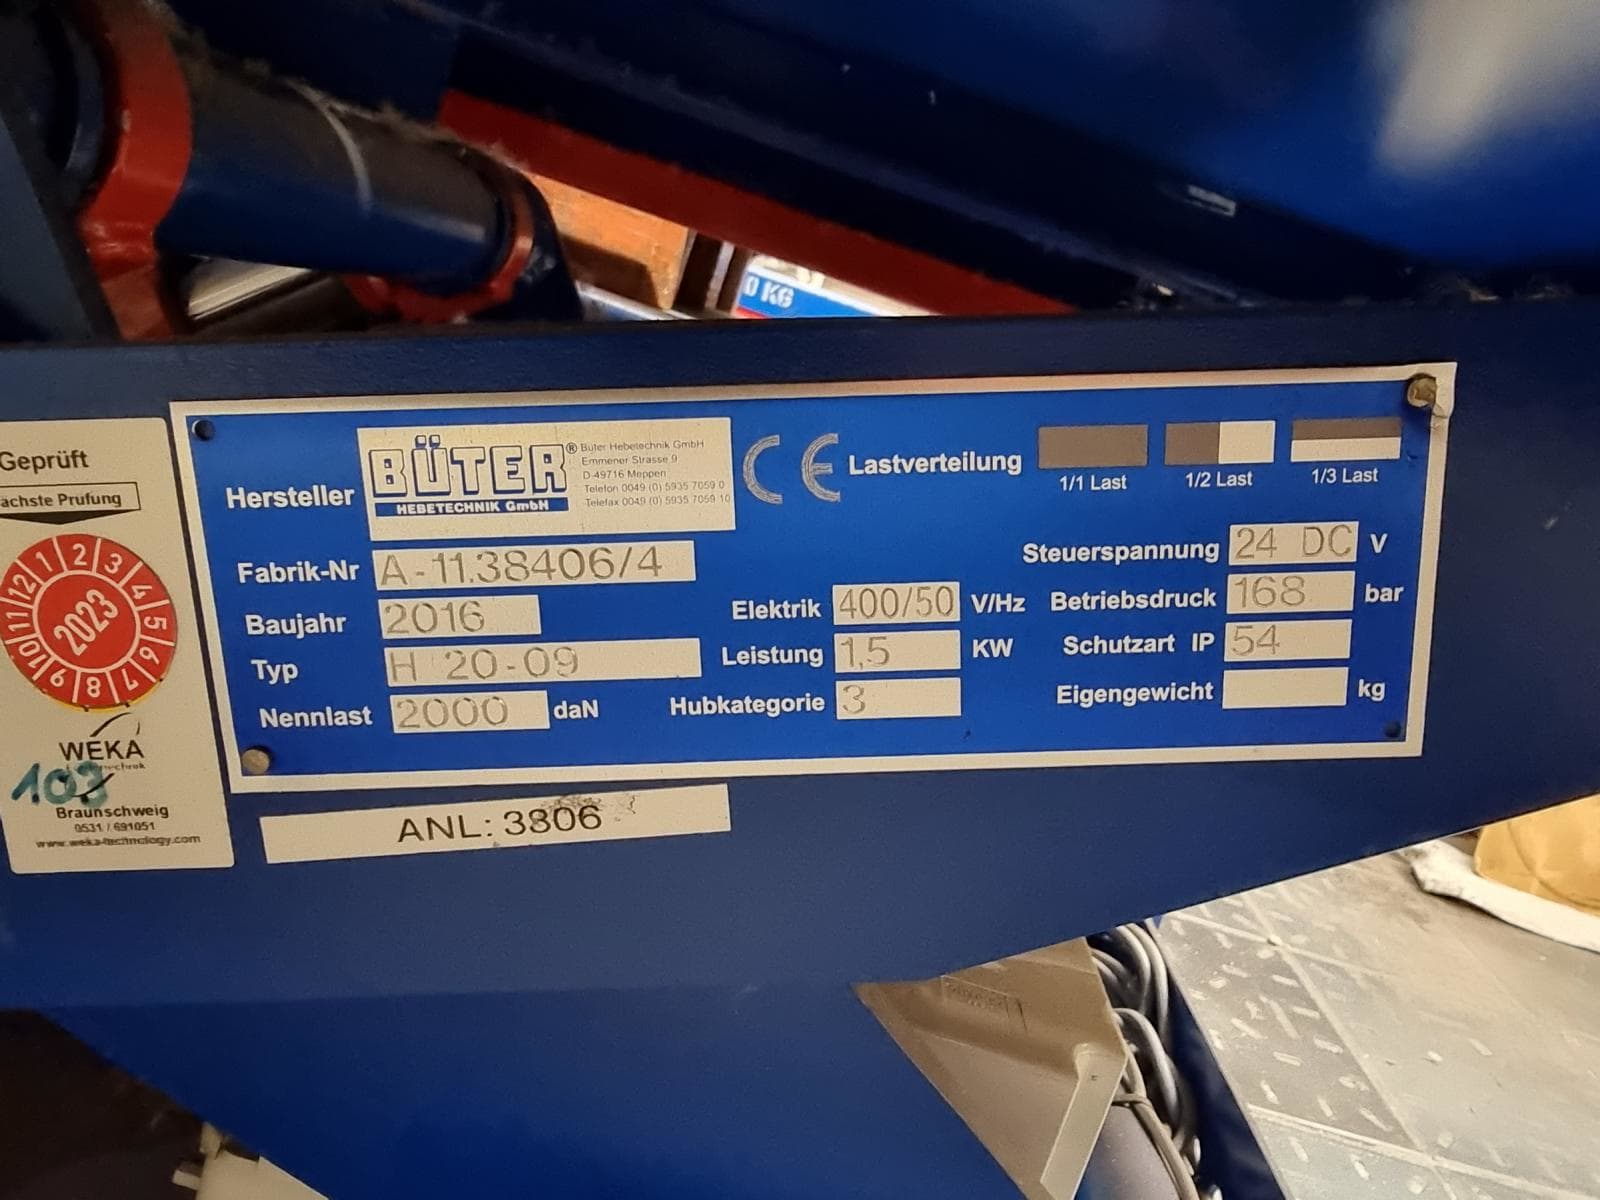 0 KG
Geprüft
ächste Prüfung
1 2 3 4 5 6 7 8 9 10 11 12
2023
WEKA
103
Braunschweig
0531 / 691051
www.weka-technology.com
Hersteller
BÜTER®
HEBETECHNIK GmbH
Büter Hebetechnik GmbH
Emmener Strasse 9
D-49716 Meppen
Telefon 0049 (0) 5935 7059 0
Telefax 0049 (0) 5935 7059 10
CE
Lastverteilung
1/1 Last
1/2 Last
1/3 Last
Fabrik-Nr A-11.38406/4
Baujahr 2016
Typ H 20-09
Nennlast 2000 daN
Elektrik 400/50 V/Hz
Leistung 1,5 KW
Hubkategorie 3
Steuerspannung 24 DC V
Betriebsdruck 168 bar
Schutzart IP 54
Eigengewicht kg
ANL: 3806